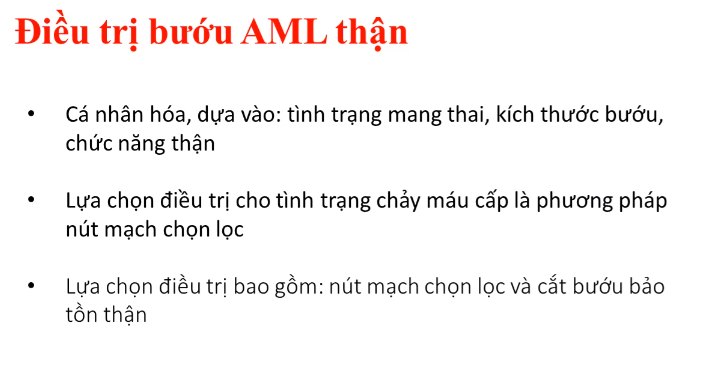 Điều trị bướu AML thận
• Cá nhân hóa, dựa vào: tình trạng mang thai, kích thước bướu,
chức năng thận
• Lựa chọn điều trị cho tình trạng chảy máu cấp là phương pháp
nút mạch chọn lọc
• Lựa chọn điều trị bao gồm: nút mạch chọn lọc và cắt bướu bảo
tồn thận